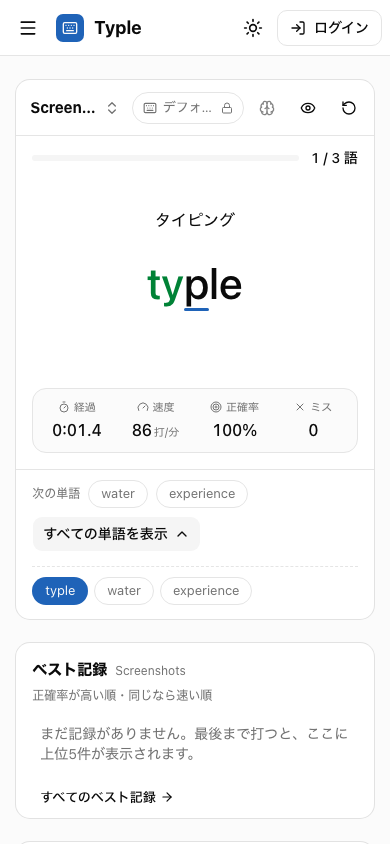 Typle
ログイン
Screen...
デフォ...
1 / 3 語
タイピング
typle
経過
速度
正確率
ミス
0:01.4
86打/分
100%
0
次の単語
water
experience
すべての単語を表示
typle
water
experience
ベスト記録 Screenshots
正確率が高い順・同じなら速い順
まだ記録がありません。最後まで打つと、ここに
上位5件が表示されます。
すべてのベスト記録 →